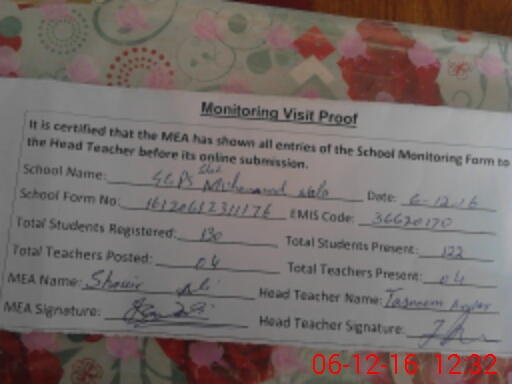 Monitoring Visit Proof
It is certified that the MEA has shown all entries of the School Monitoring Form to
the Head Teacher before its online submission.
School Name: GGPS Muhammad Date: 6-12-16
School Form No: EMIS Code: 36620170
Total Students Registered: 130 Total Students Present: 122
Total Teachers Posted: 04 Total Teachers Present: 04
MEA Name: Ali Head Teacher Name: Tasneem
MEA Signature: Head Teacher Signature:
06-12-16 12:32